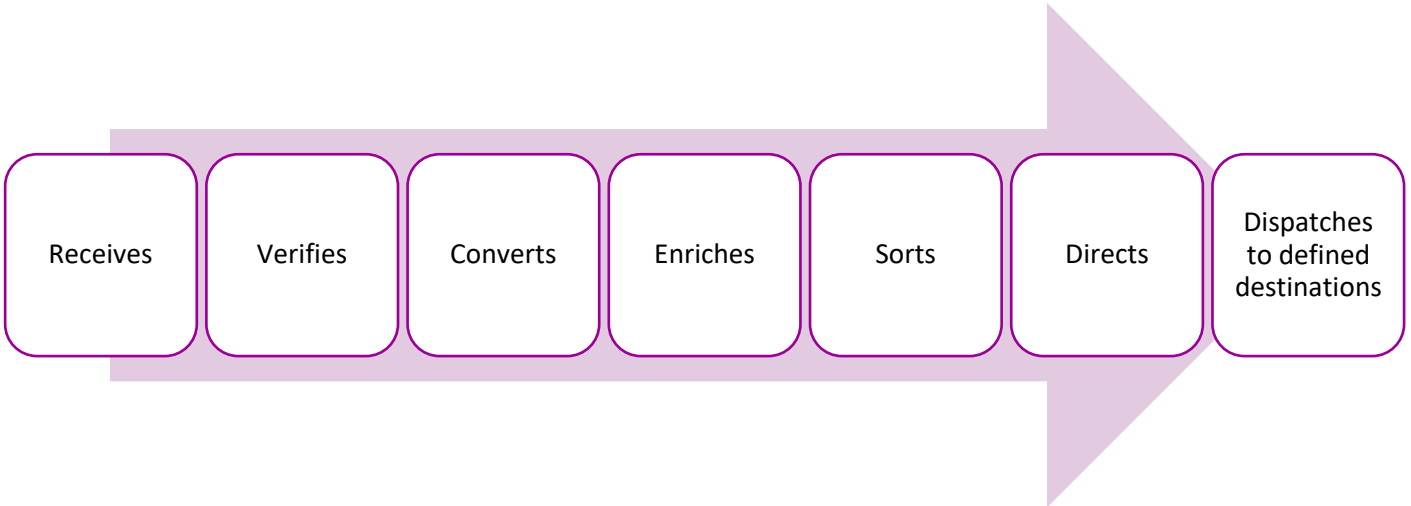 Receives
Verifies
Converts
Enriches
Sorts
Directs
Dispatches
to defined
destinations